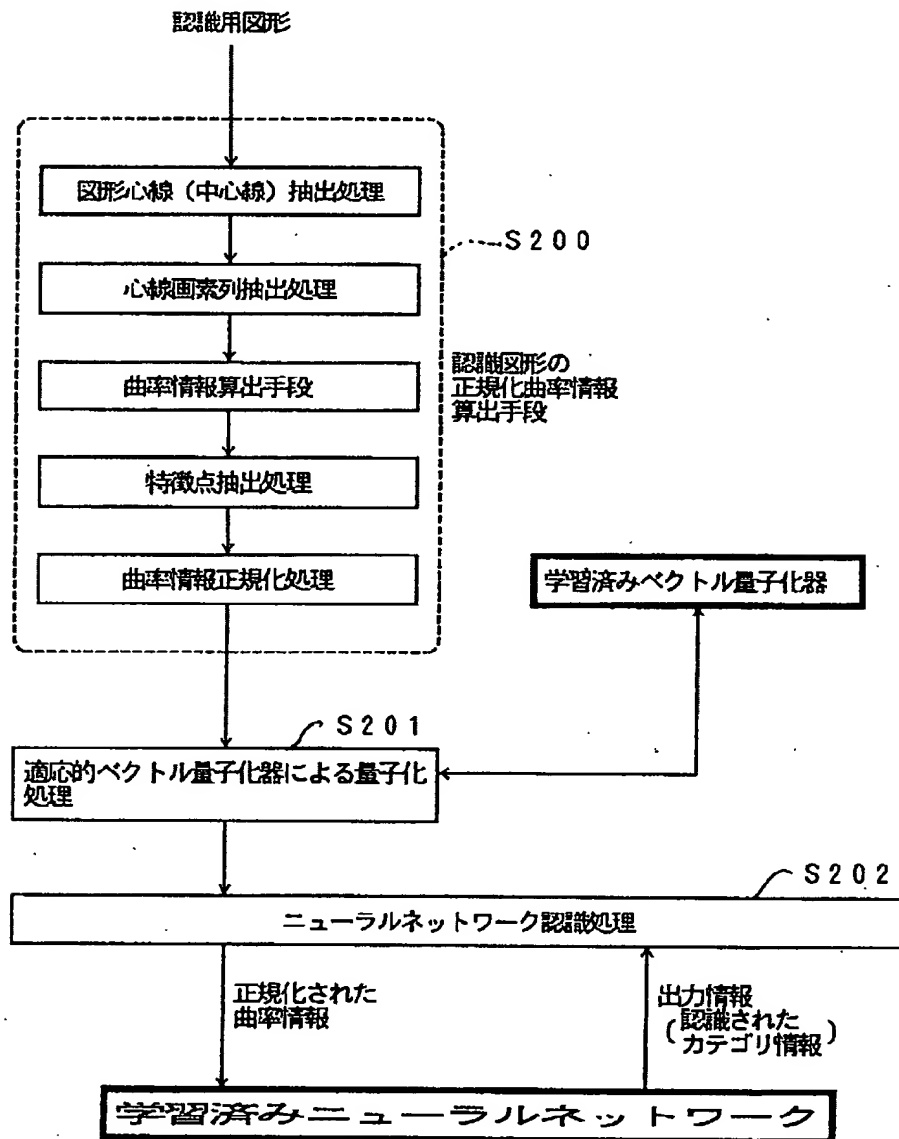 認識用図形
図形心線（中心線）抽出処理
S200
心線画素列抽出処理
曲率情報算出手段
認識図形の
正規化曲率情報
算出手段
特徴点抽出処理
曲率情報正規化処理
学習済みベクトル量子化器
S201
適応的ベクトル量子化器による量子化
処理
S202
ニューラルネットワーク認識処理
正規化された
曲率情報
出力情報
(認識された
カテゴリ情報)
学習済みニューラルネットワーク